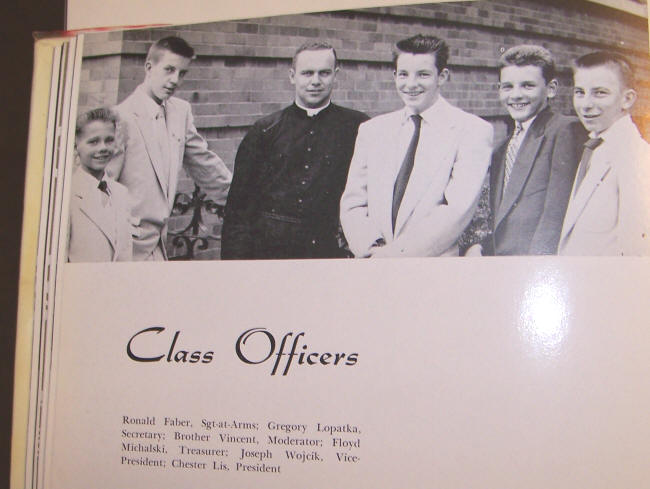 Class Officers
Ronald Faber, Sgt-at-Arms; Gregory Lopatka,
Secretary; Brother Vincent, Moderator; Floyd
Michalski, Treasurer; Joseph Wojcik, Vice-
President; Chester Lis, President